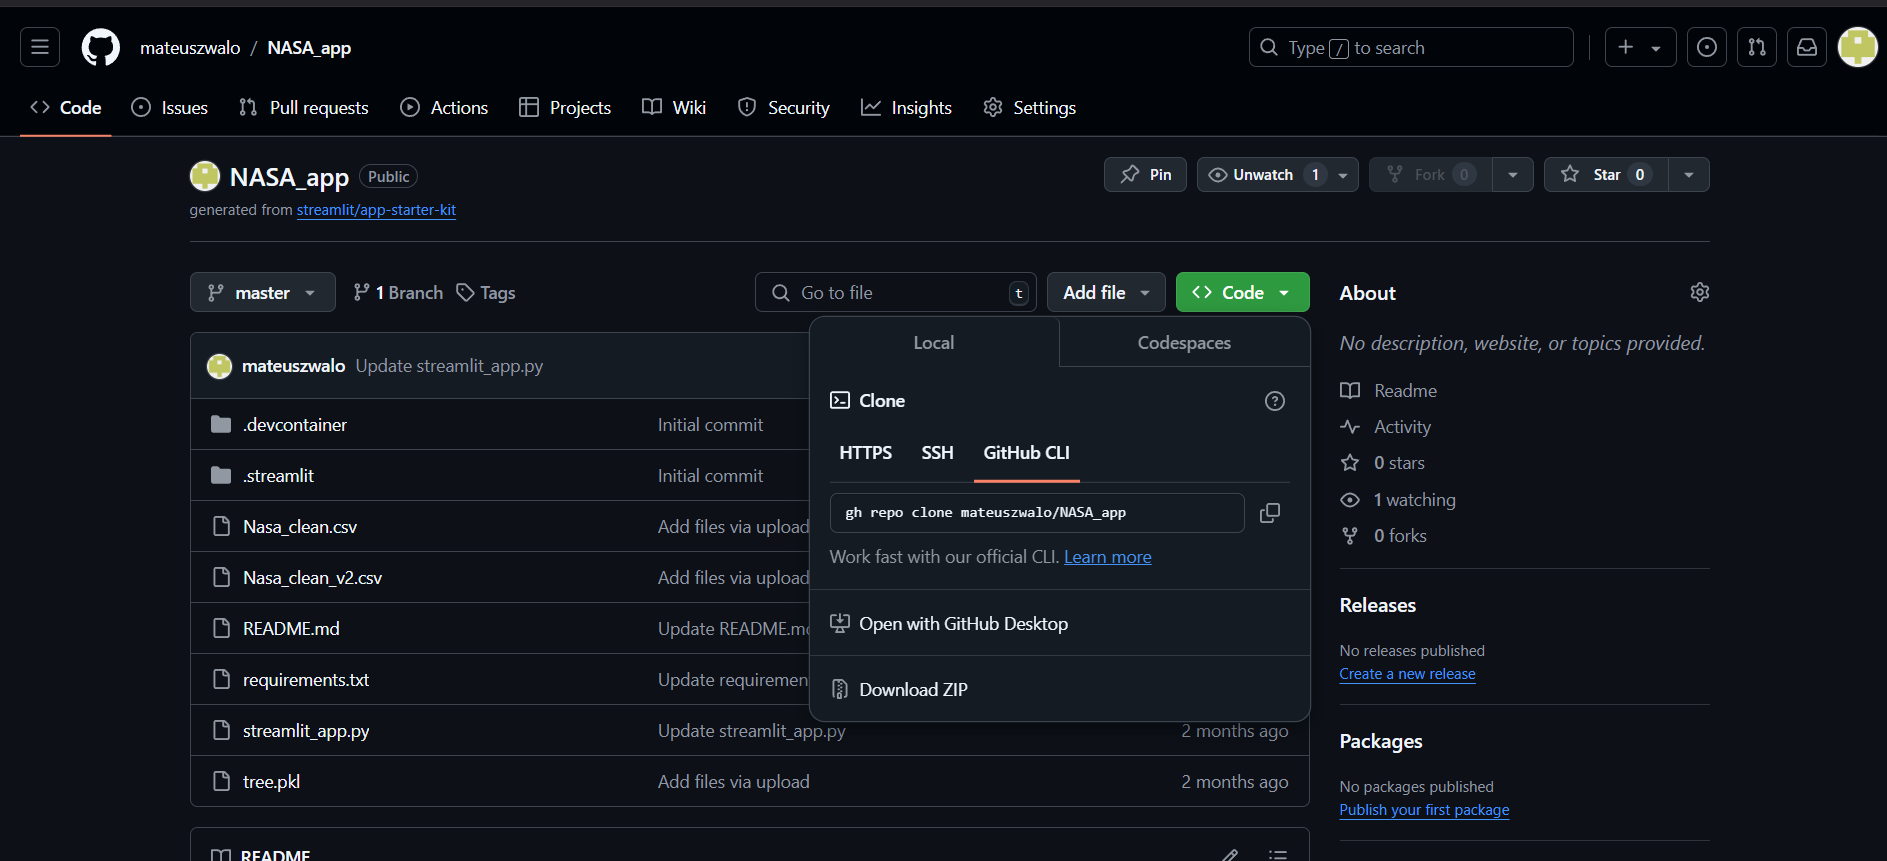 mateuszwalo / NASA_app
Type / to search
Code Issues Pull requests Actions Projects Wiki Security Insights Settings
NASA_app Public
Pin Unwatch 1 Fork 0 Star 0
generated from streamlit/app-starter-kit
master 1 Branch Tags
Go to file t Add file Code
About
Local Codespaces
No description, website, or topics provided.
mateuszwalo Update streamlit_app.py
Readme
Clone
.devcontainer Initial commit
Activity
HTTPS SSH GitHub CLI
0 stars
.streamlit Initial commit
1 watching
gh repo clone mateuszwalo/NASA_app
Nasa_clean.csv Add files via upload
0 forks
Work fast with our official CLI. Learn more
Nasa_clean_v2.csv Add files via upload
Releases
Open with GitHub Desktop
README.md Update README.md
No releases published
Create a new release
requirements.txt Update requiremen
Download ZIP
streamlit_app.py Update streamlit_app.py 2 months ago
Packages
tree.pkl Add files via upload 2 months ago
No packages published
Publish your first package
README